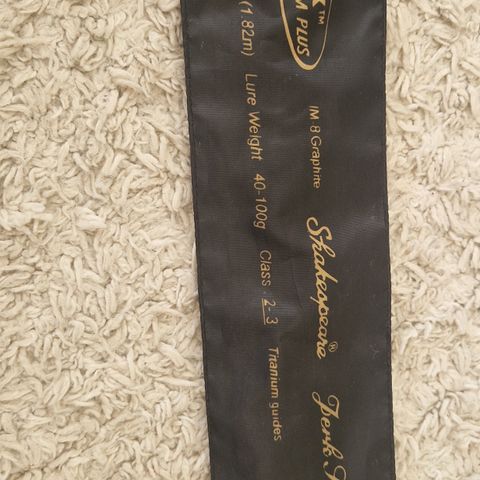 M PLUS
IM-8 Graphite Shakespeare® Jerk
(1.82m) Lure Weight 40-100g Class 2-3 Titanium guides